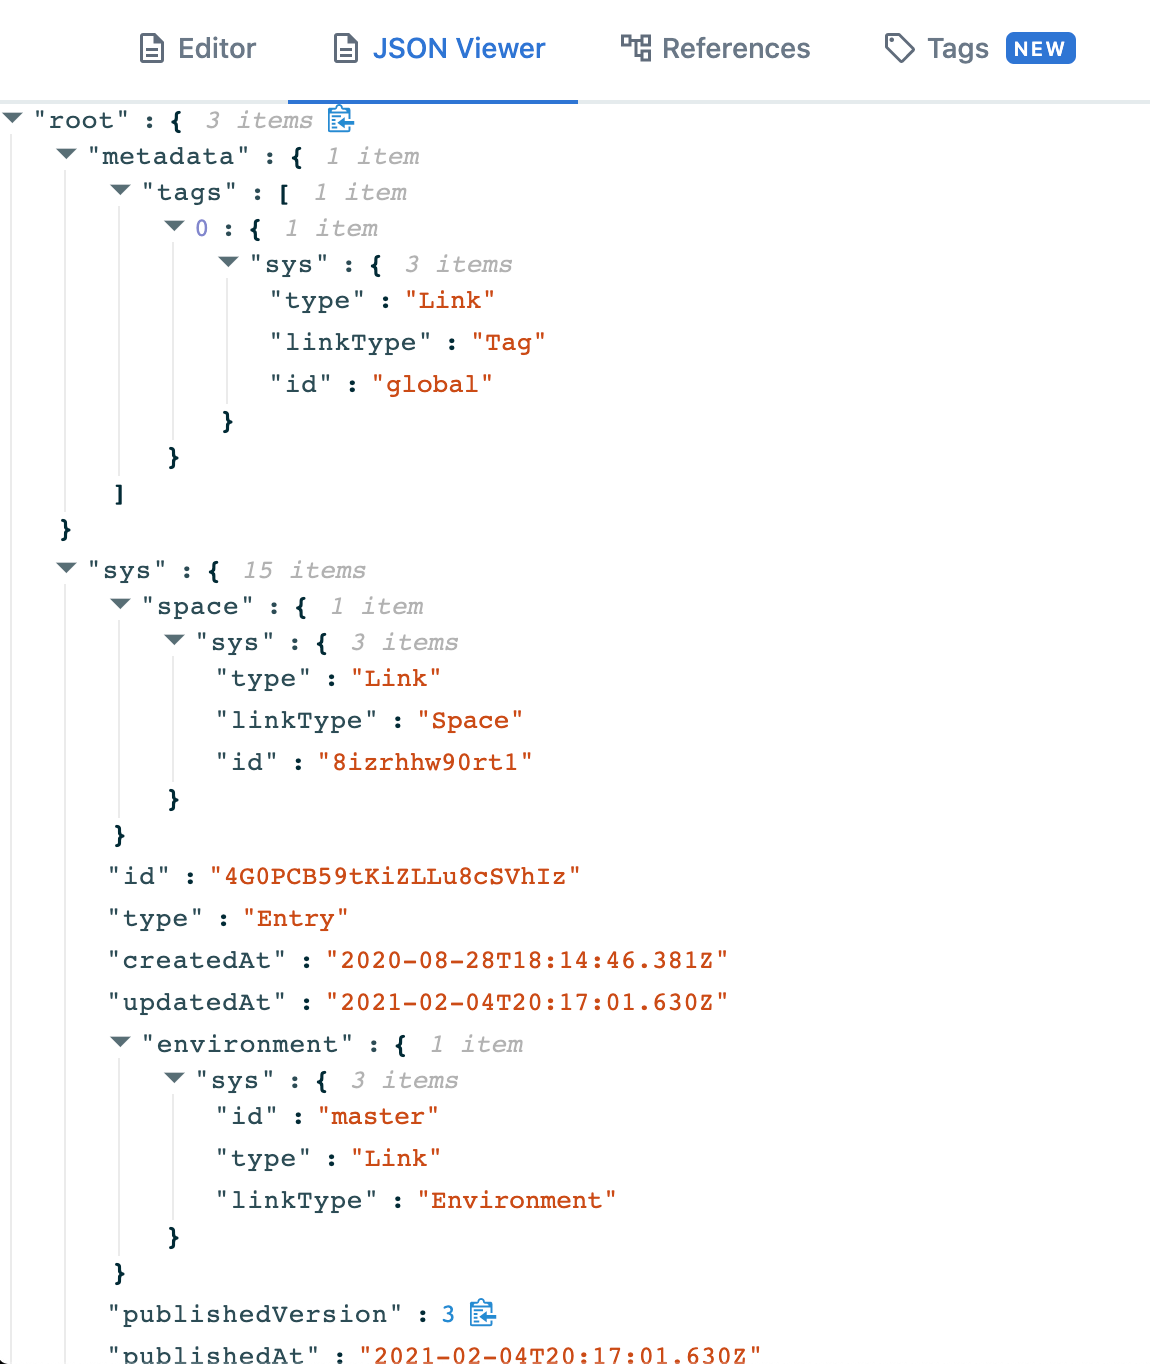 Editor JSON Viewer References Tags NEW
"root" : { 3 items
"metadata" : { 1 item
"tags" : [ 1 item
0 : { 1 item
"sys" : { 3 items
"type" : "Link"
"linkType" : "Tag"
"id" : "global"
}
}
]
}
"sys" : { 15 items
"space" : { 1 item
"sys" : { 3 items
"type" : "Link"
"linkType" : "Space"
"id" : "8izrhhw90rt1"
}
}
"id" : "4G0PCB59tKiZLLu8cSVhIz"
"type" : "Entry"
"createdAt" : "2020-08-28T18:14:46.381Z"
"updatedAt" : "2021-02-04T20:17:01.630Z"
"environment" : { 1 item
"sys" : { 3 items
"id" : "master"
"type" : "Link"
"linkType" : "Environment"
}
}
"publishedVersion" : 3
"publishedAt" : "2021-02-04T20:17:01.630Z"